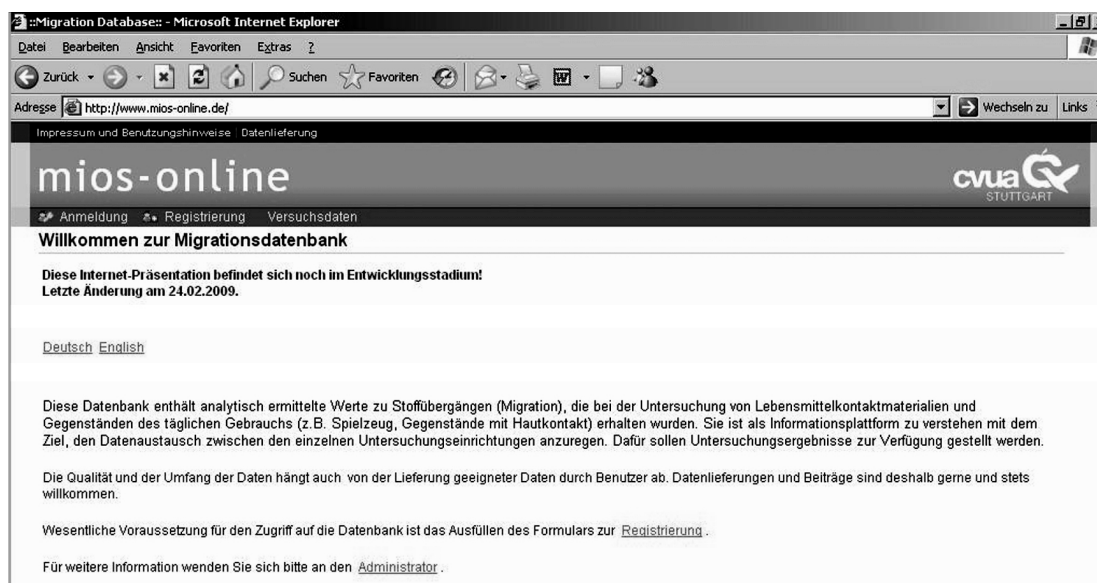 ::Migration Database:: - Microsoft Internet Explorer
Datei Bearbeiten Ansicht Favoriten Extras ?
Zurück Suchen Favoriten
Adresse http://www.mios-online.de/ Wechseln zu Links
Impressum und Benutzungshinweise | Datenlieferung
mios-online
cvua
STUTTGART
Anmeldung Registrierung Versuchsdaten
Willkommen zur Migrationsdatenbank
Diese Internet-Präsentation befindet sich noch im Entwicklungsstadium!
Letzte Änderung am 24.02.2009.
Deutsch English
Diese Datenbank enthält analytisch ermittelte Werte zu Stoffübergängen (Migration), die bei der Untersuchung von Lebensmittelkontaktmaterialien und
Gegenständen des täglichen Gebrauchs (z.B. Spielzeug, Gegenstände mit Hautkontakt) erhalten wurden. Sie ist als Informationsplattform zu verstehen mit dem
Ziel, den Datenaustausch zwischen den einzelnen Untersuchungseinrichtungen anzuregen. Dafür sollen Untersuchungsergebnisse zur Verfügung gestellt werden.
Die Qualität und der Umfang der Daten hängt auch von der Lieferung geeigneter Daten durch Benutzer ab. Datenlieferungen und Beiträge sind deshalb gerne und stets
willkommen.
Wesentliche Voraussetzung für den Zugriff auf die Datenbank ist das Ausfüllen des Formulars zur Registrierung .
Für weitere Information wenden Sie sich bitte an den Administrator .